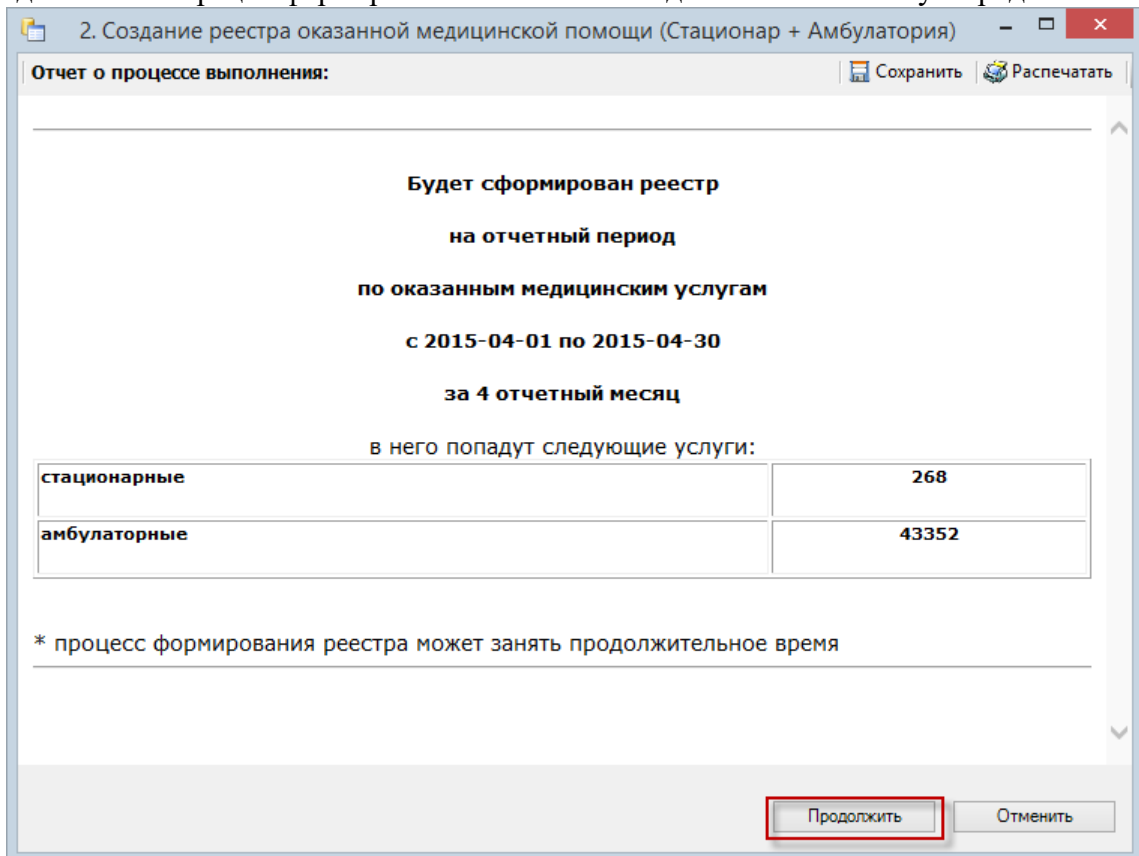 2. Создание реестра оказанной медицинской помощи (Стационар + Амбулатория)
Отчет о процессе выполнения:
Сохранить
Распечатать
Будет сформирован реестр
на отчетный период
по оказанным медицинским услугам
с 2015-04-01 по 2015-04-30
за 4 отчетный месяц
в него попадут следующие услуги:
стационарные 268
амбулаторные 43352
* процесс формирования реестра может занять продолжительное время
Продолжить
Отменить